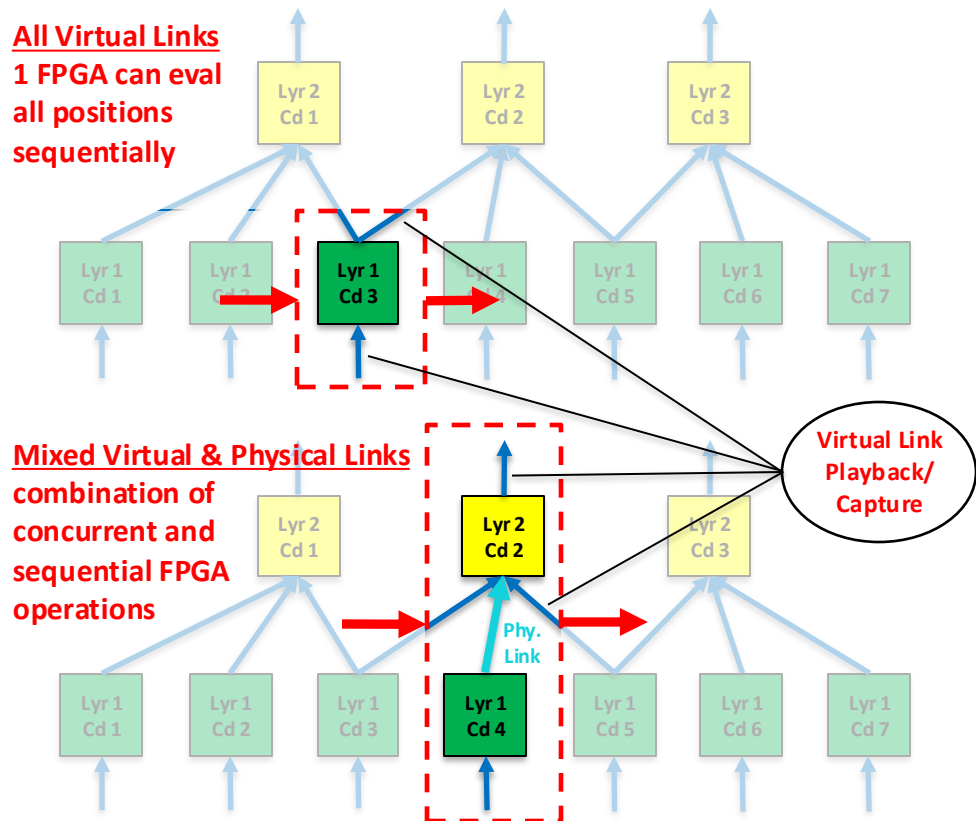 All Virtual Links
1 FPGA can eval
all positions
sequentially
Lyr 2
Cd 1
Lyr 2
Cd 2
Lyr 2
Cd 3
Lyr 1
Cd 1
Lyr 1
Cd 2
Lyr 1
Cd 3
Lyr 1
Cd 4
Lyr 1
Cd 5
Lyr 1
Cd 6
Lyr 1
Cd 7
Virtual Link
Playback/
Capture
Mixed Virtual & Physical Links
combination of
concurrent and
sequential FPGA
operations
Lyr 2
Cd 1
Lyr 2
Cd 2
Lyr 2
Cd 3
Phy.
Link
Lyr 1
Cd 1
Lyr 1
Cd 2
Lyr 1
Cd 3
Lyr 1
Cd 4
Lyr 1
Cd 5
Lyr 1
Cd 6
Lyr 1
Cd 7